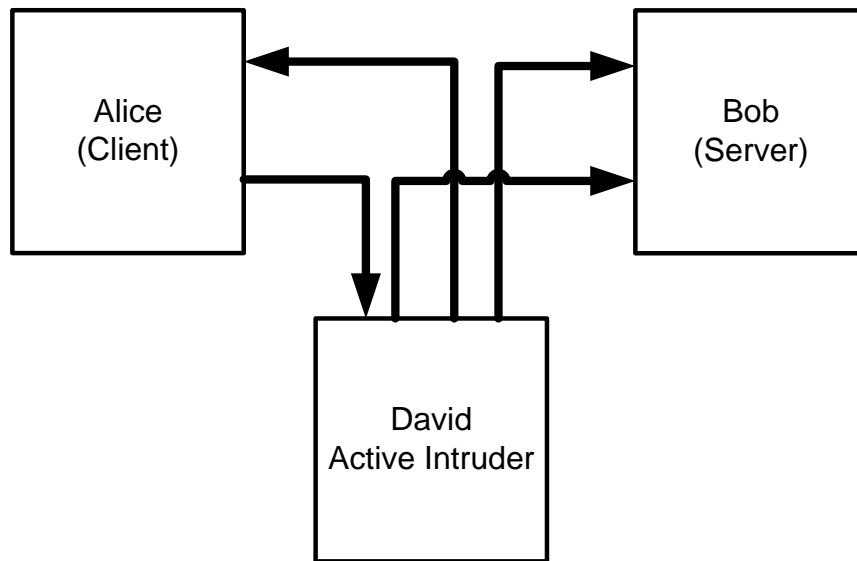 Alice
(Client)
Bob
(Server)
David
Active Intruder